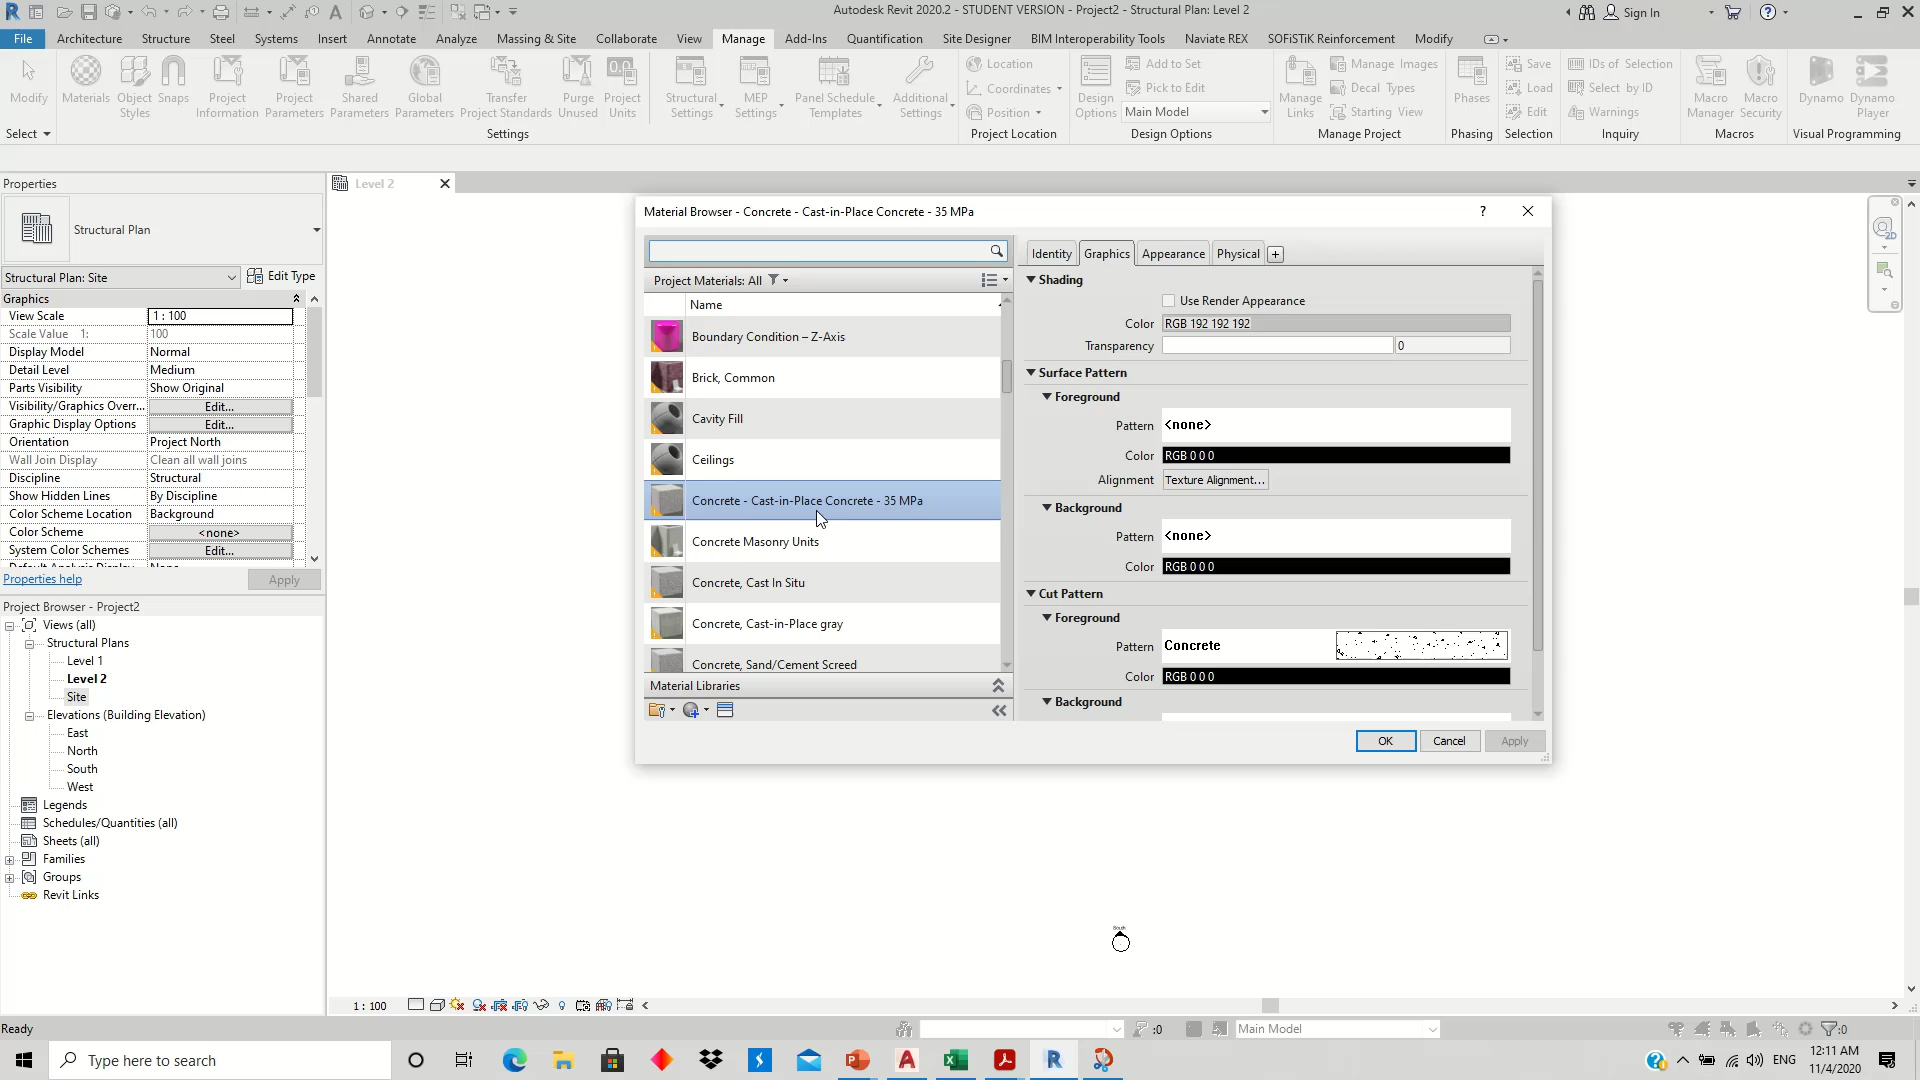 Autodesk Revit 2020.2 - STUDENT VERSION - Project2 - Structural Plan: Level 2
Sign In
File Architecture Structure Steel Systems Insert Annotate Analyze Massing & Site Collaborate View Manage Add-Ins Quantification Site Designer BIM Interoperability Tools Naviate REX SOFiSTiK Reinforcement Modify
Modify
Materials
Object Styles
Snaps
Project Information
Project Parameters
Shared Parameters
Global Parameters
Transfer Project Standards
Purge Unused
Project Units
Structural Settings
MEP Settings
Panel Schedule Templates
Additional Settings
Location
Coordinates
Position
Design Options
Add to Set
Pick to Edit
Main Model
Manage Links
Manage Images
Decal Types
Starting View
Phases
Save
Load
Edit
IDs of Selection
Select by ID
Warnings
Macro Manager
Macro Security
Dynamo
Dynamo Player
Select Settings Project Location Design Options Manage Project Phasing Selection Inquiry Macros Visual Programming
Properties
Structural Plan
Structural Plan: Site Edit Type
Graphics
View Scale 1 : 100
Scale Value 1: 100
Display Model Normal
Detail Level Medium
Parts Visibility Show Original
Visibility/Graphics Overr... Edit...
Graphic Display Options Edit...
Orientation Project North
Wall Join Display Clean all wall joins
Discipline Structural
Show Hidden Lines By Discipline
Color Scheme Location Background
Color Scheme <none>
System Color Schemes Edit...
Properties help Apply
Project Browser - Project2
Views (all)
Structural Plans
Level 1
Level 2
Site
Elevations (Building Elevation)
East
North
South
West
Legends
Schedules/Quantities (all)
Sheets (all)
Families
Groups
Revit Links
Level 2
Material Browser - Concrete - Cast-in-Place Concrete - 35 MPa
?
Project Materials: All
Name
Boundary Condition – Z-Axis
Brick, Common
Cavity Fill
Ceilings
Concrete - Cast-in-Place Concrete - 35 MPa
Concrete Masonry Units
Concrete, Cast In Situ
Concrete, Cast-in-Place gray
Concrete, Sand/Cement Screed
Material Libraries
Identity Graphics Appearance Physical +
Shading
Use Render Appearance
Color RGB 192 192 192
Transparency 0
Surface Pattern
Foreground
Pattern <none>
Color RGB 0 0 0
Alignment Texture Alignment...
Background
Pattern <none>
Color RGB 0 0 0
Cut Pattern
Foreground
Pattern Concrete
Color RGB 0 0 0
Background
OK Cancel Apply
1 : 100
Ready
:0
Main Model
:0
Type here to search
ENG
12:11 AM
11/4/2020